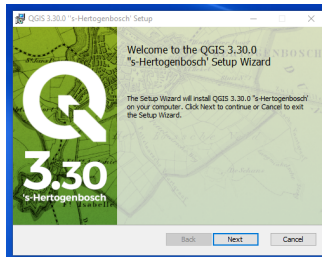 QGIS 3.30.0 "s-Hertogenbosch' Setup
Welcome to the QGIS 3.30.0
"s-Hertogenbosch' Setup Wizard
The Setup Wizard will install QGIS 3.30.0 "s-Hertogenbosch'
on your computer. Click Next to continue or Cancel to exit
the Setup Wizard.
3.30
's-Hertogenbosch
Back
Next
Cancel